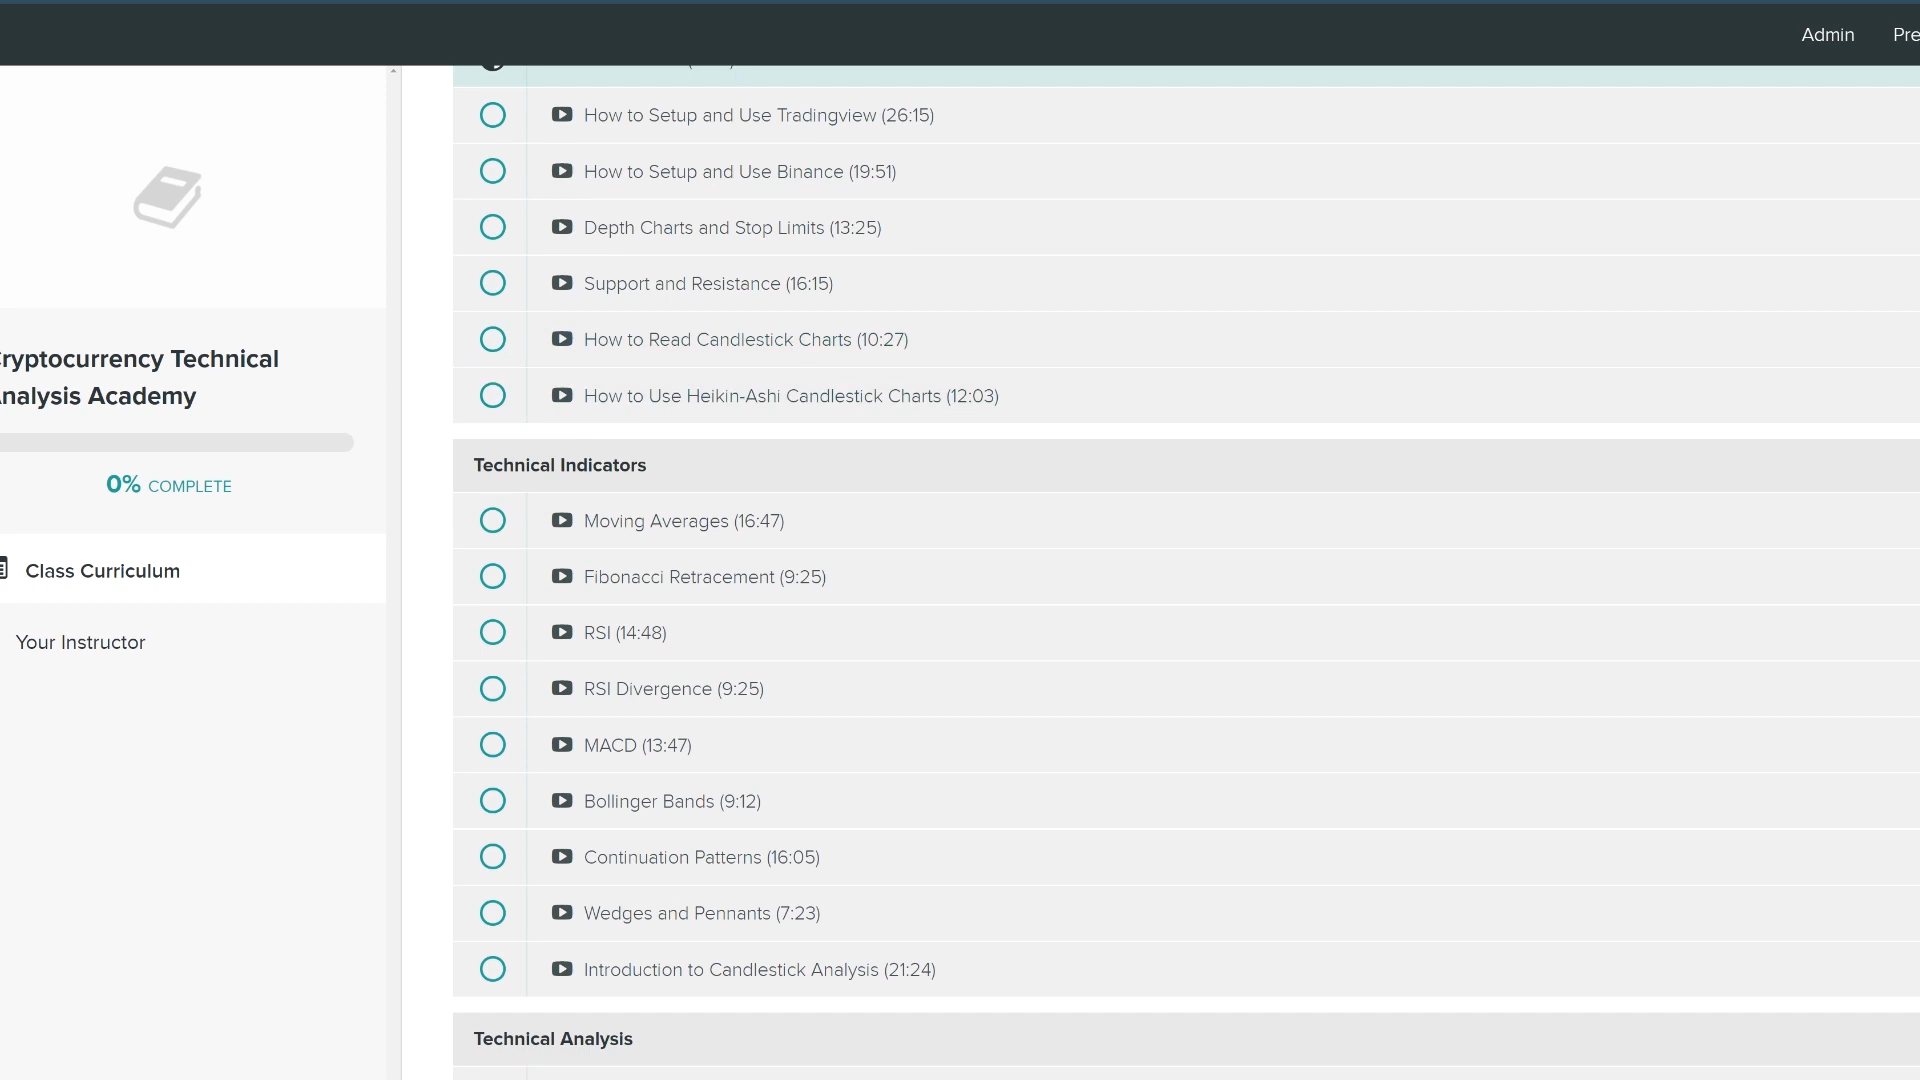 Admin
How to Setup and Use Tradingview (26:15)
How to Setup and Use Binance (19:51)
Depth Charts and Stop Limits (13:25)
Support and Resistance (16:15)
How to Read Candlestick Charts (10:27)
How to Use Heikin-Ashi Candlestick Charts (12:03)
Technical Indicators
Moving Averages (16:47)
Fibonacci Retracement (9:25)
RSI (14:48)
RSI Divergence (9:25)
MACD (13:47)
Bollinger Bands (9:12)
Continuation Patterns (16:05)
Wedges and Pennants (7:23)
Introduction to Candlestick Analysis (21:24)
Technical Analysis
ryptocurrency Technical
nalysis Academy
0% COMPLETE
Class Curriculum
Your Instructor